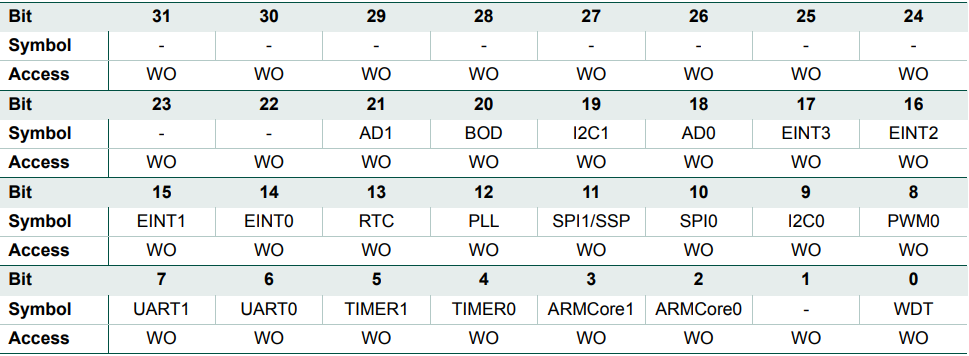 Bit 31 30 29 28 27 26 25 24
Symbol - - - - - - - -
Access WO WO WO WO WO WO WO WO
Bit 23 22 21 20 19 18 17 16
Symbol - - AD1 BOD I2C1 AD0 EINT3 EINT2
Access WO WO WO WO WO WO WO WO
Bit 15 14 13 12 11 10 9 8
Symbol EINT1 EINT0 RTC PLL SPI1/SSP SPI0 I2C0 PWM0
Access WO WO WO WO WO WO WO WO
Bit 7 6 5 4 3 2 1 0
Symbol UART1 UART0 TIMER1 TIMER0 ARMCore1 ARMCore0 - WDT
Access WO WO WO WO WO WO WO WO